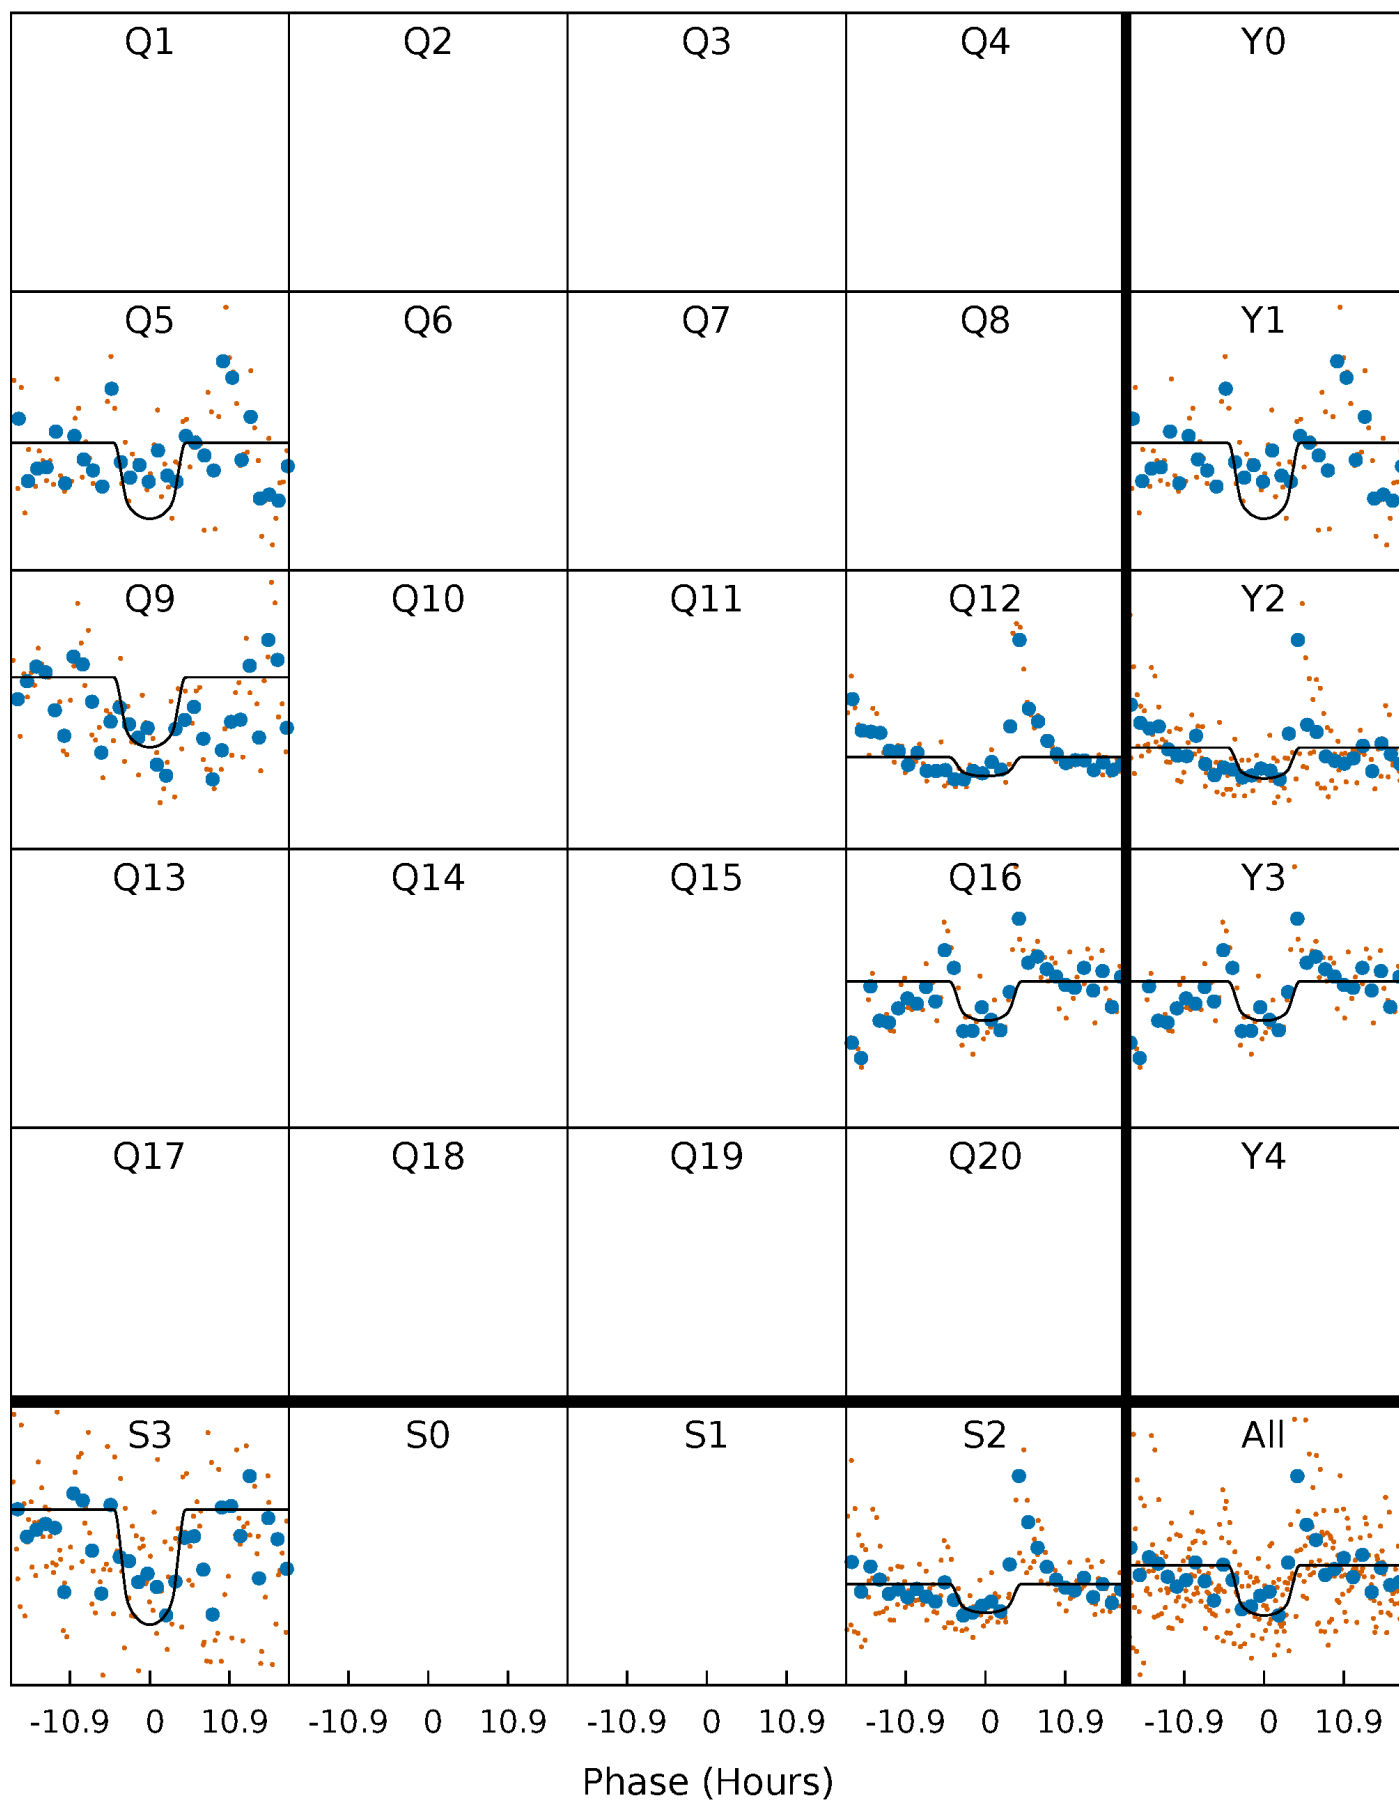 Q1 Q2 Q3 Q4 Y0
Q5 Q6 Q7 Q8 Y1
Q9 Q10 Q11 Q12 Y2
Q13 Q14 Q15 Q16 Y3
Q17 Q18 Q19 Q20 Y4
S3 S0 S1 S2 All
-10.9 0 10.9 -10.9 0 10.9 -10.9 0 10.9 -10.9 0 10.9 -10.9 0 10.9
Phase (Hours)